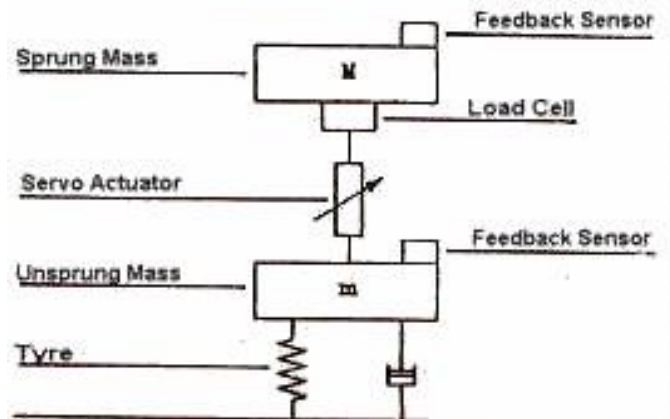 Feedback Sensor
Sprung Mass
M
Load Cell
Servo Actuator
Feedback Sensor
Unsprung Mass
m
Tyre